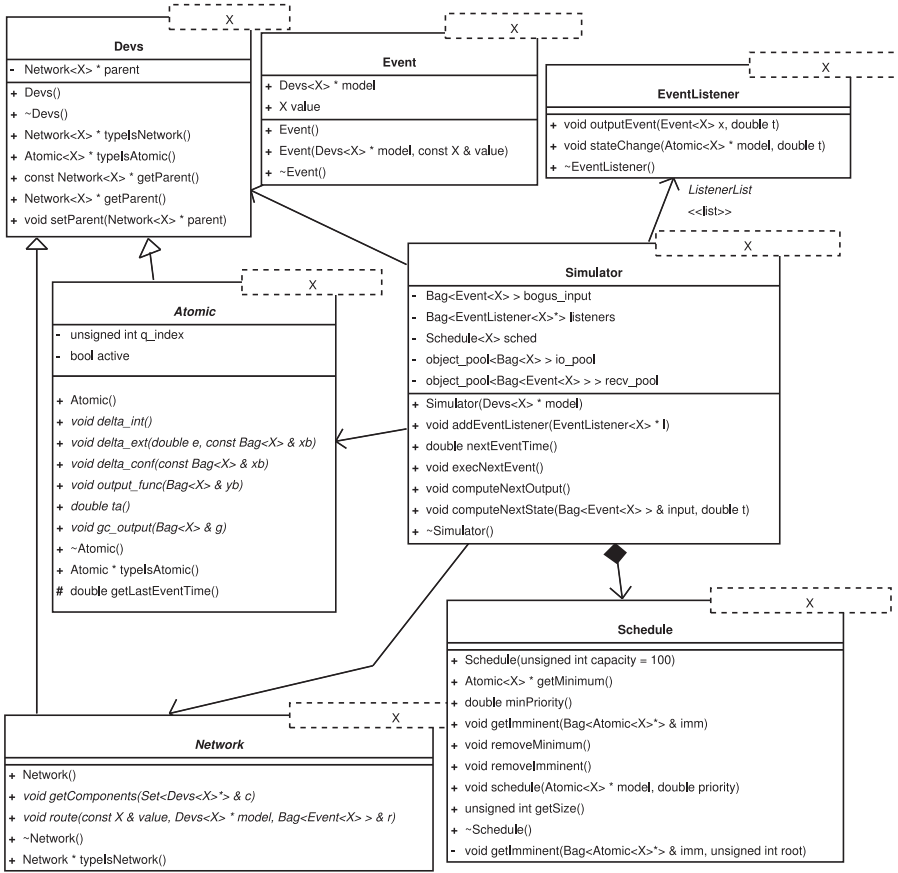 X
Devs
- Network<X> * parent
+ Devs()
+ ~Devs()
+ Network<X> * typeIsNetwork()
+ Atomic<X> * typeIsAtomic()
+ const Network<X> * getParent()
+ Network<X> * getParent()
+ void setParent(Network<X> * parent)
X
Event
+ Devs<X> * model
+ X value
+ Event()
+ Event(Devs<X> * model, const X & value)
+ ~Event()
X
EventListener
+ void outputEvent(Event<X> x, double t)
+ void stateChange(Atomic<X> * model, double t)
+ ~EventListener()
ListenerList
<<list>>
X
Atomic
- unsigned int q_index
- bool active
+ Atomic()
+ void delta_int()
+ void delta_ext(double e, const Bag<X> & xb)
+ void delta_conf(const Bag<X> & xb)
+ void output_func(Bag<X> & yb)
+ double ta()
+ void gc_output(Bag<X> & g)
+ ~Atomic()
+ Atomic * typeIsAtomic()
# double getLastEventTime()
X
Simulator
- Bag<Event<X> > bogus_input
- Bag<EventListener<X>*> listeners
- Schedule<X> sched
- object_pool<Bag<X> > io_pool
- object_pool<Bag<Event<X> > > recv_pool
+ Simulator(Devs<X> * model)
+ void addEventListener(EventListener<X> * l)
+ double nextEventTime()
+ void execNextEvent()
+ void computeNextOutput()
+ void computeNextState(Bag<Event<X> > & input, double t)
+ ~Simulator()
X
Network
+ Network()
+ void getComponents(Set<Devs<X>*> & c)
+ void route(const X & value, Devs<X> * model, Bag<Event<X> > & r)
+ ~Network()
+ Network * typeIsNetwork()
X
Schedule
+ Schedule(unsigned int capacity = 100)
+ Atomic<X> * getMinimum()
+ double minPriority()
+ void getImminent(Bag<Atomic<X>*> & imm)
+ void removeMinimum()
+ void removeImminent()
+ void schedule(Atomic<X> * model, double priority)
+ unsigned int getSize()
+ ~Schedule()
- void getImminent(Bag<Atomic<X>*> & imm, unsigned int root)